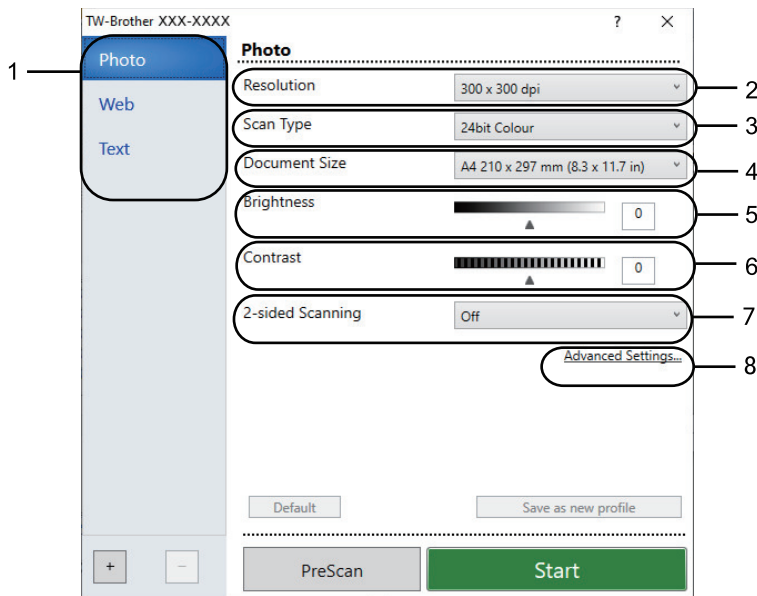 TW-Brother XXX-XXXX ? ×
Photo
Web
Text
Photo
Resolution 300 x 300 dpi
Scan Type 24bit Colour
Document Size A4 210 x 297 mm (8.3 x 11.7 in)
Brightness 0
Contrast 0
2-sided Scanning Off
Advanced Settings...
Default Save as new profile
+ − PreScan Start
1
2
3
4
5
6
7
8